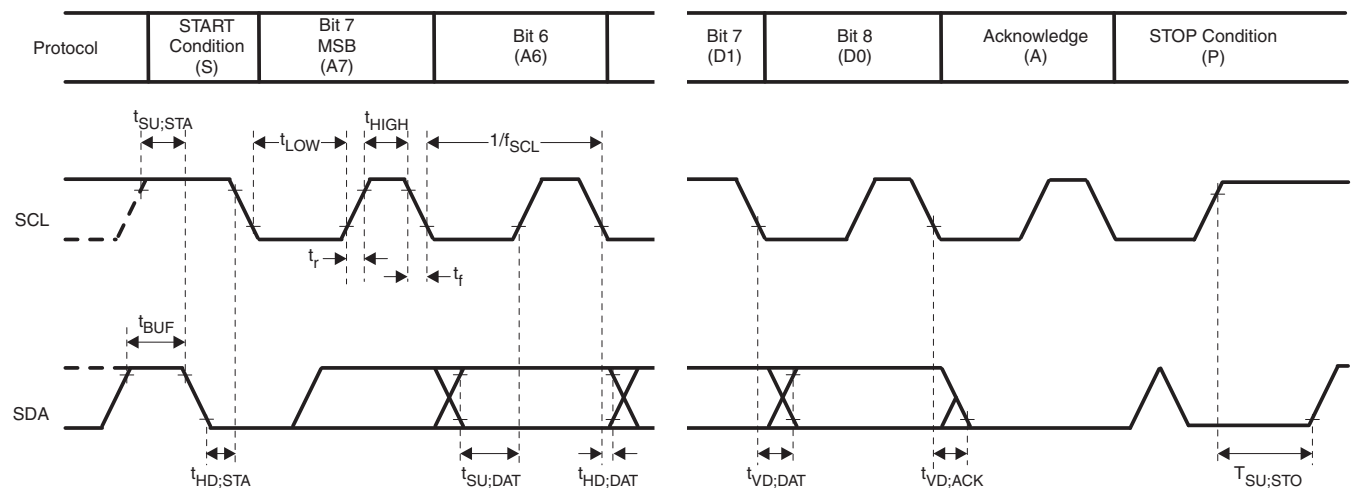 Protocol
START
Condition
(S)
Bit 7
MSB
(A7)
Bit 6
(A6)
Bit 7
(D1)
Bit 8
(D0)
Acknowledge
(A)
STOP Condition
(P)
tSU;STA
tLOW
tHIGH
1/fSCL
SCL
tr
tf
tBUF
SDA
tHD;STA
tSU;DAT
tHD;DAT
tVD;DAT
tVD;ACK
TSU;STO